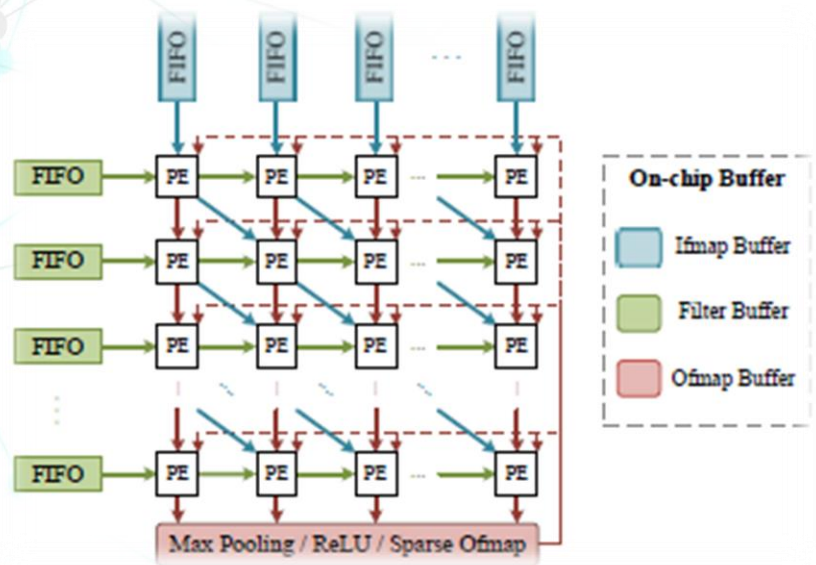 FIFO FIFO FIFO ... FIFO
FIFO PE PE PE ... PE
On-chip Buffer
FIFO PE PE PE ... PE
Ifmap Buffer
Filter Buffer
FIFO PE PE PE ... PE
Ofmap Buffer
FIFO PE PE PE ... PE
Max Pooling / ReLU / Sparse Ofmap